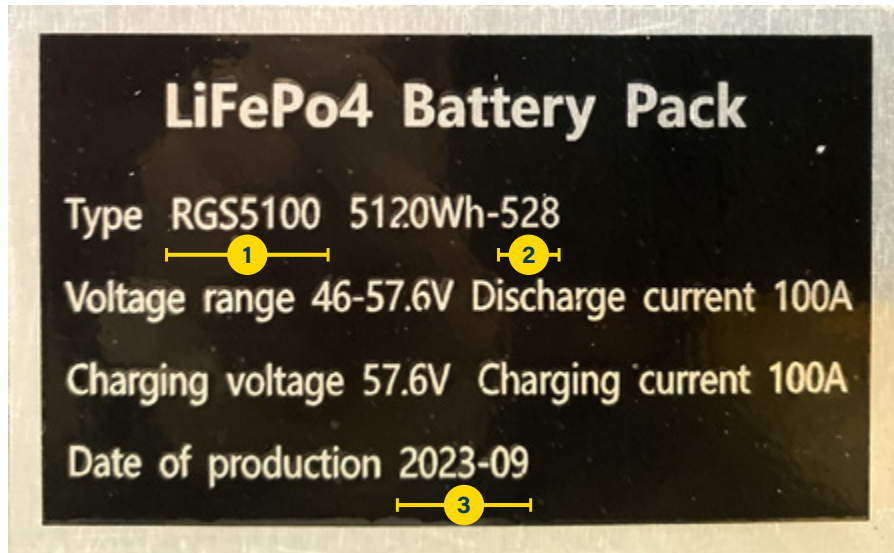 LiFePo4 Battery Pack
Type RGS5100 5120Wh-528
1 2
Voltage range 46-57.6V Discharge current 100A
Charging voltage 57.6V Charging current 100A
Date of production 2023-09
3